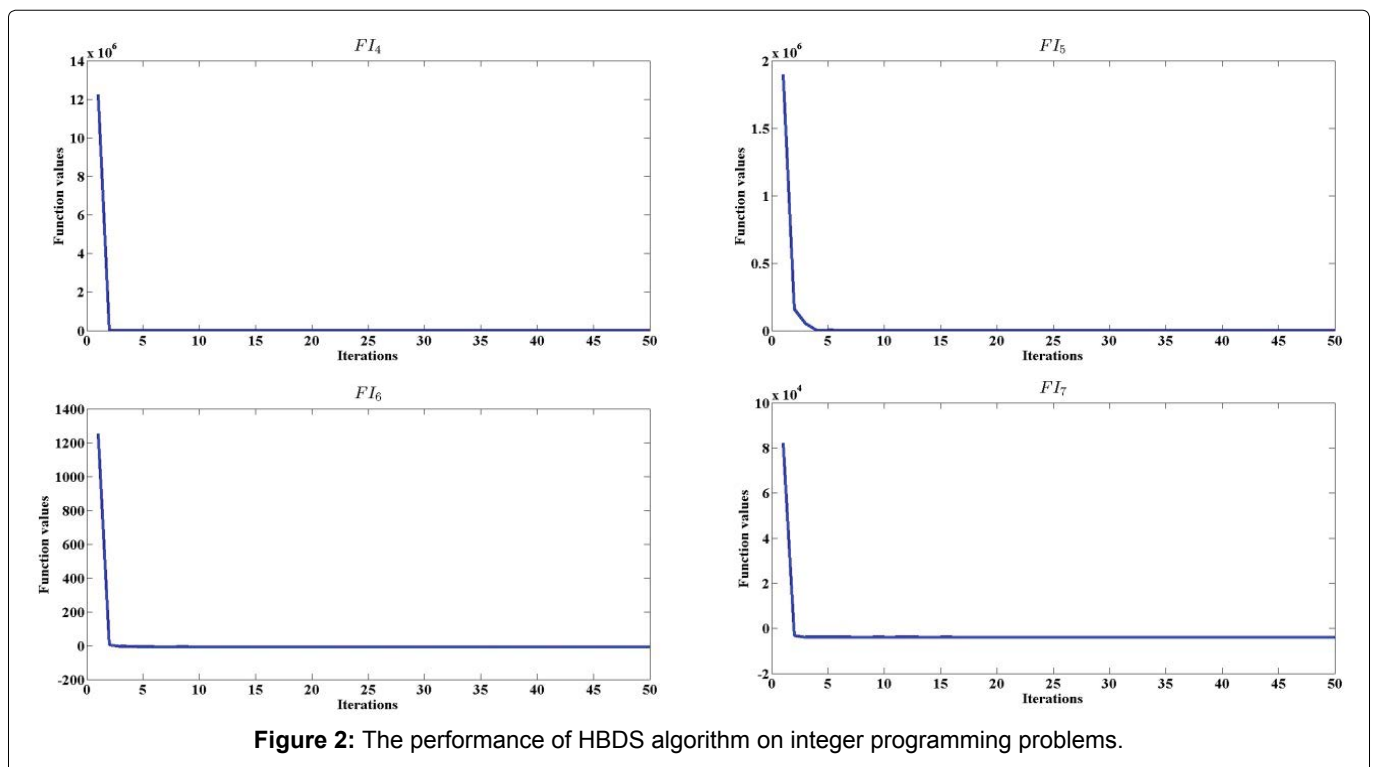 FI4
x 10^6
14
12
10
8
6
4
2
0
Function values
0 5 10 15 20 25 30 35 40 45 50
Iterations
FI5
x 10^6
2
1.5
1
0.5
0
Function values
0 5 10 15 20 25 30 35 40 45 50
Iterations
FI6
1400
1200
1000
800
600
400
200
0
-200
Function values
0 5 10 15 20 25 30 35 40 45 50
Iterations
FI7
x 10^4
10
8
6
4
2
0
-2
Function values
0 5 10 15 20 25 30 35 40 45 50
Iterations
Figure 2: The performance of HBDS algorithm on integer programming problems.